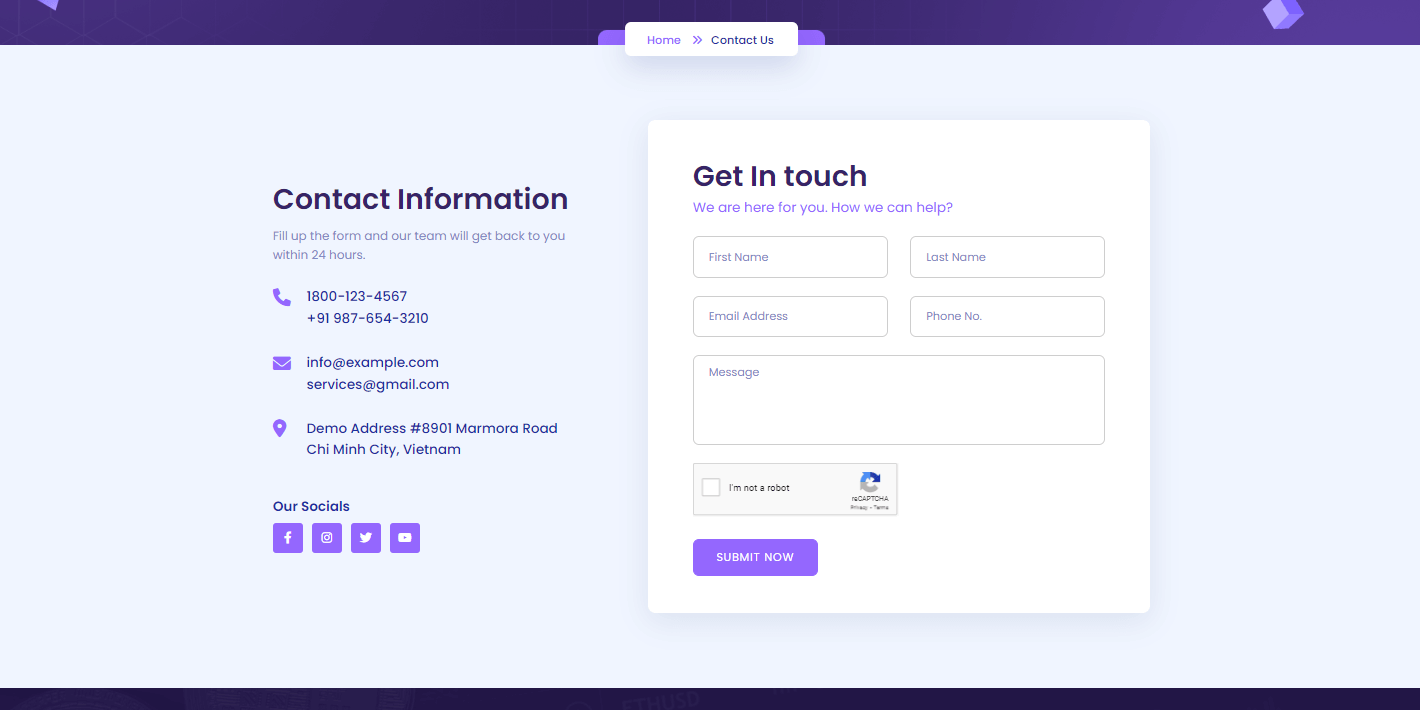 Home
Contact Us
Contact Information
Fill up the form and our team will get back to you
within 24 hours.
1800-123-4567
+91 987-654-3210
info@example.com
services@gmail.com
Demo Address #8901 Marmora Road
Chi Minh City, Vietnam
Our Socials
Get In touch
We are here for you. How we can help?
First Name
Last Name
Email Address
Phone No.
Message
I'm not a robot
reCAPTCHA
Privacy - Terms
SUBMIT NOW
ETHUSD